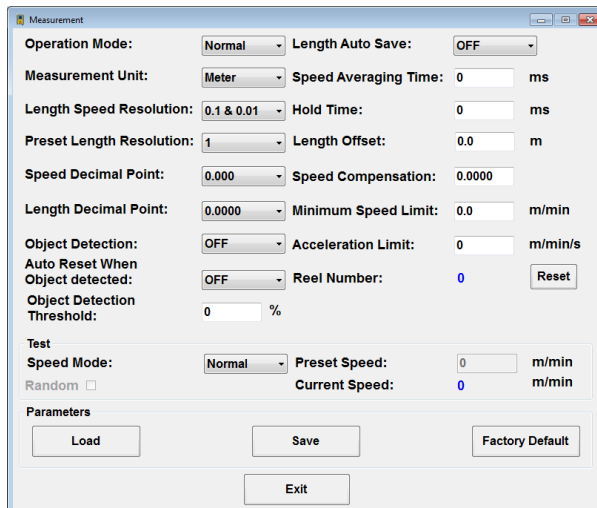 Measurement
Operation Mode: Normal Length Auto Save: OFF
Measurement Unit: Meter Speed Averaging Time: 0 ms
Length Speed Resolution: 0.1 & 0.01 Hold Time: 0 ms
Preset Length Resolution: 1 Length Offset: 0.0 m
Speed Decimal Point: 0.000 Speed Compensation: 0.0000
Length Decimal Point: 0.0000 Minimum Speed Limit: 0.0 m/min
Object Detection: OFF Acceleration Limit: 0 m/min/s
Auto Reset When
Object detected: OFF Reel Number: 0 Reset
Object Detection
Threshold: 0 %
Test
Speed Mode: Normal Preset Speed: 0 m/min
Random Current Speed: 0 m/min
Parameters
Load Save Factory Default
Exit